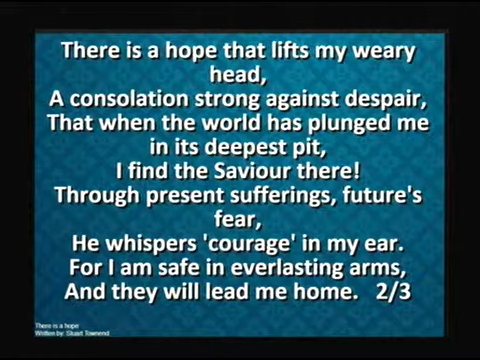 There is a hope that lifts my weary
head,
A consolation strong against despair,
That when the world has plunged me
in its deepest pit,
I find the Saviour there!
Through present sufferings, future's
fear,
He whispers 'courage' in my ear.
For I am safe in everlasting arms,
And they will lead me home. 2/3
There is a hope
Written by: Stuart Townend